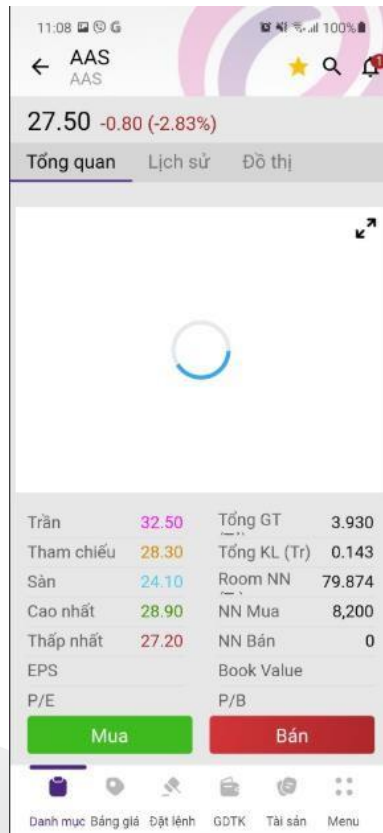 11:08 G 100%
AAS
AAS
1
27.50 -0.80 (-2.83%)
Tổng quan Lịch sử Đồ thị
Trần 32.50 Tổng GT 3.930
Tham chiếu 28.30 Tổng KL (Tr) 0.143
Sàn 24.10 Room NN 79.874
Cao nhất 28.90 NN Mua 8,200
Thấp nhất 27.20 NN Bán 0
EPS Book Value
P/E P/B
Mua Bán
Danh mục Bảng giá Đặt lệnh GDTK Tài sản Menu